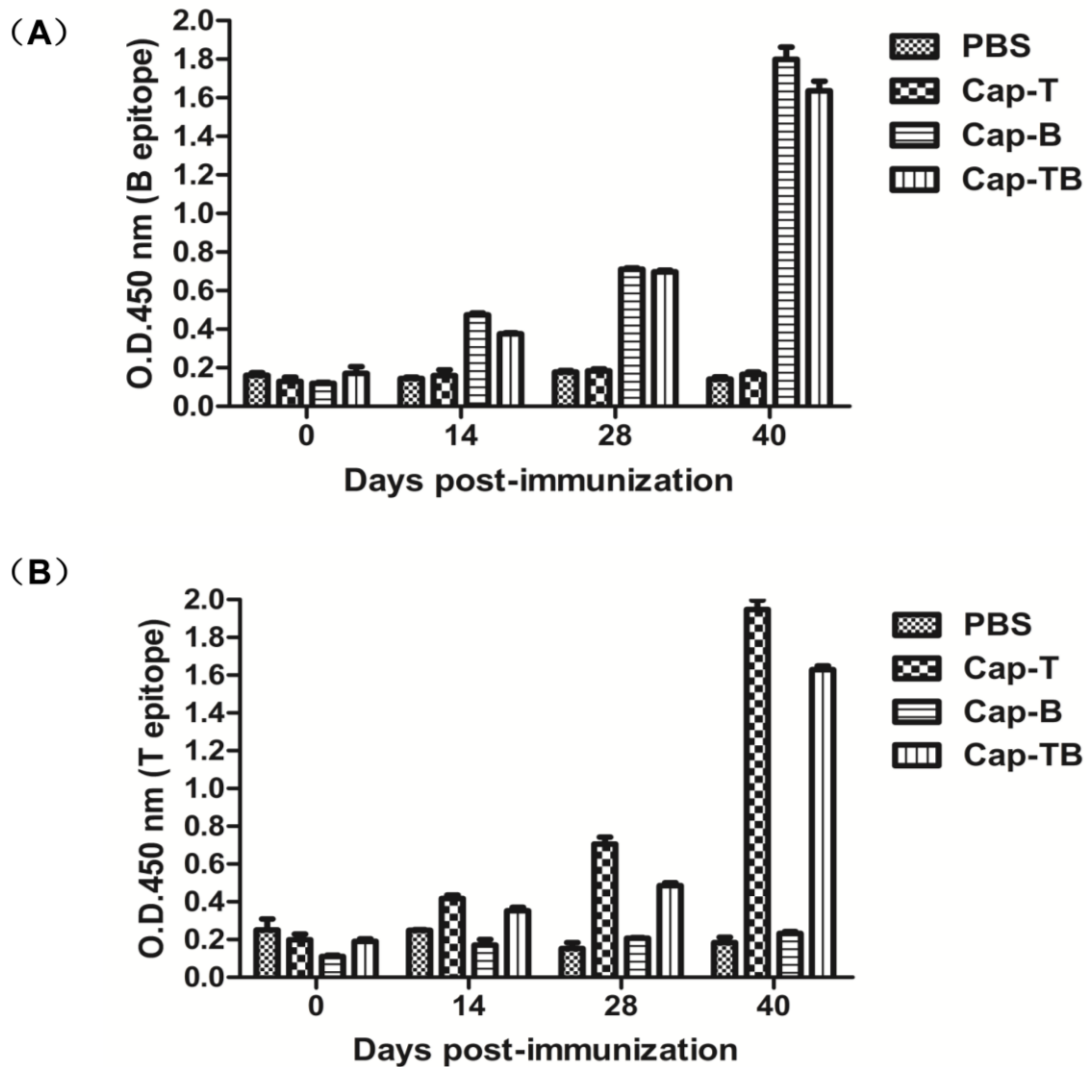 （A）
O.D.450 nm (B epitope)
2.0
1.8
1.6
1.4
1.2
1.0
0.8
0.6
0.4
0.2
0.0
0 14 28 40
Days post-immunization
PBS
Cap-T
Cap-B
Cap-TB
（B）
O.D.450 nm (T epitope)
2.0
1.8
1.6
1.4
1.2
1.0
0.8
0.6
0.4
0.2
0.0
0 14 28 40
Days post-immunization
PBS
Cap-T
Cap-B
Cap-TB